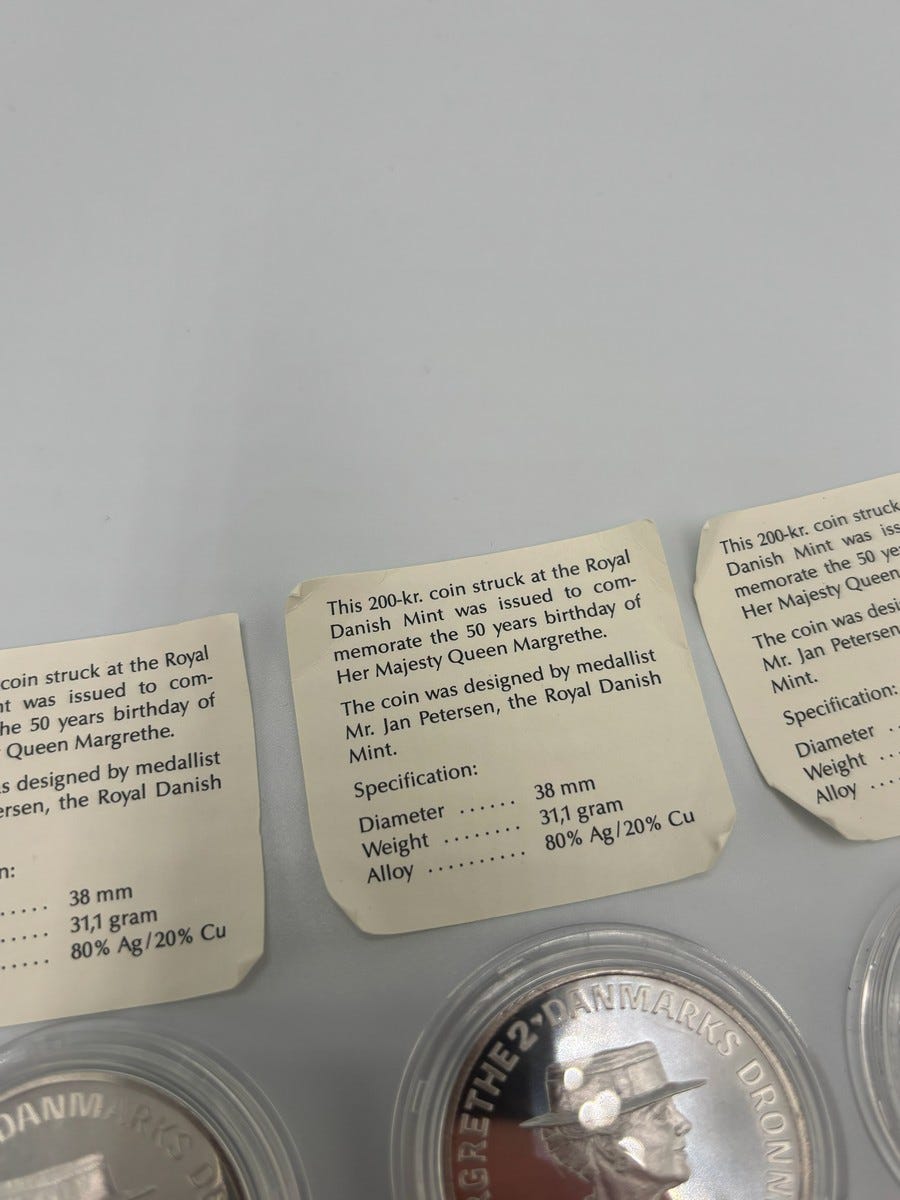 coin struck at the Royal
was issued to com-
50 years birthday of
Queen Margrethe.
designed by medallist
the Royal Danish
38 mm
31,1 gram
80% Ag/20% Cu
This 200-kr. coin struck at the Royal
Danish Mint was issued to com-
memorate the 50 years birthday of
Her Majesty Queen Margrethe.
The coin was designed by medallist
Mr. Jan Petersen, the Royal Danish
Mint.
Specification:
Diameter ...... 38 mm
Weight ........ 31,1 gram
Alloy .......... 80% Ag/20% Cu
This 200-kr. coin struck
Danish Mint was
memorate the 50
Her Majesty Queen
The coin was
Mr. Jan Petersen
Mint.
Specification:
Diameter
Weight
Alloy
DANMARKS
MARGRETHE 2 DANMARKS DRONN